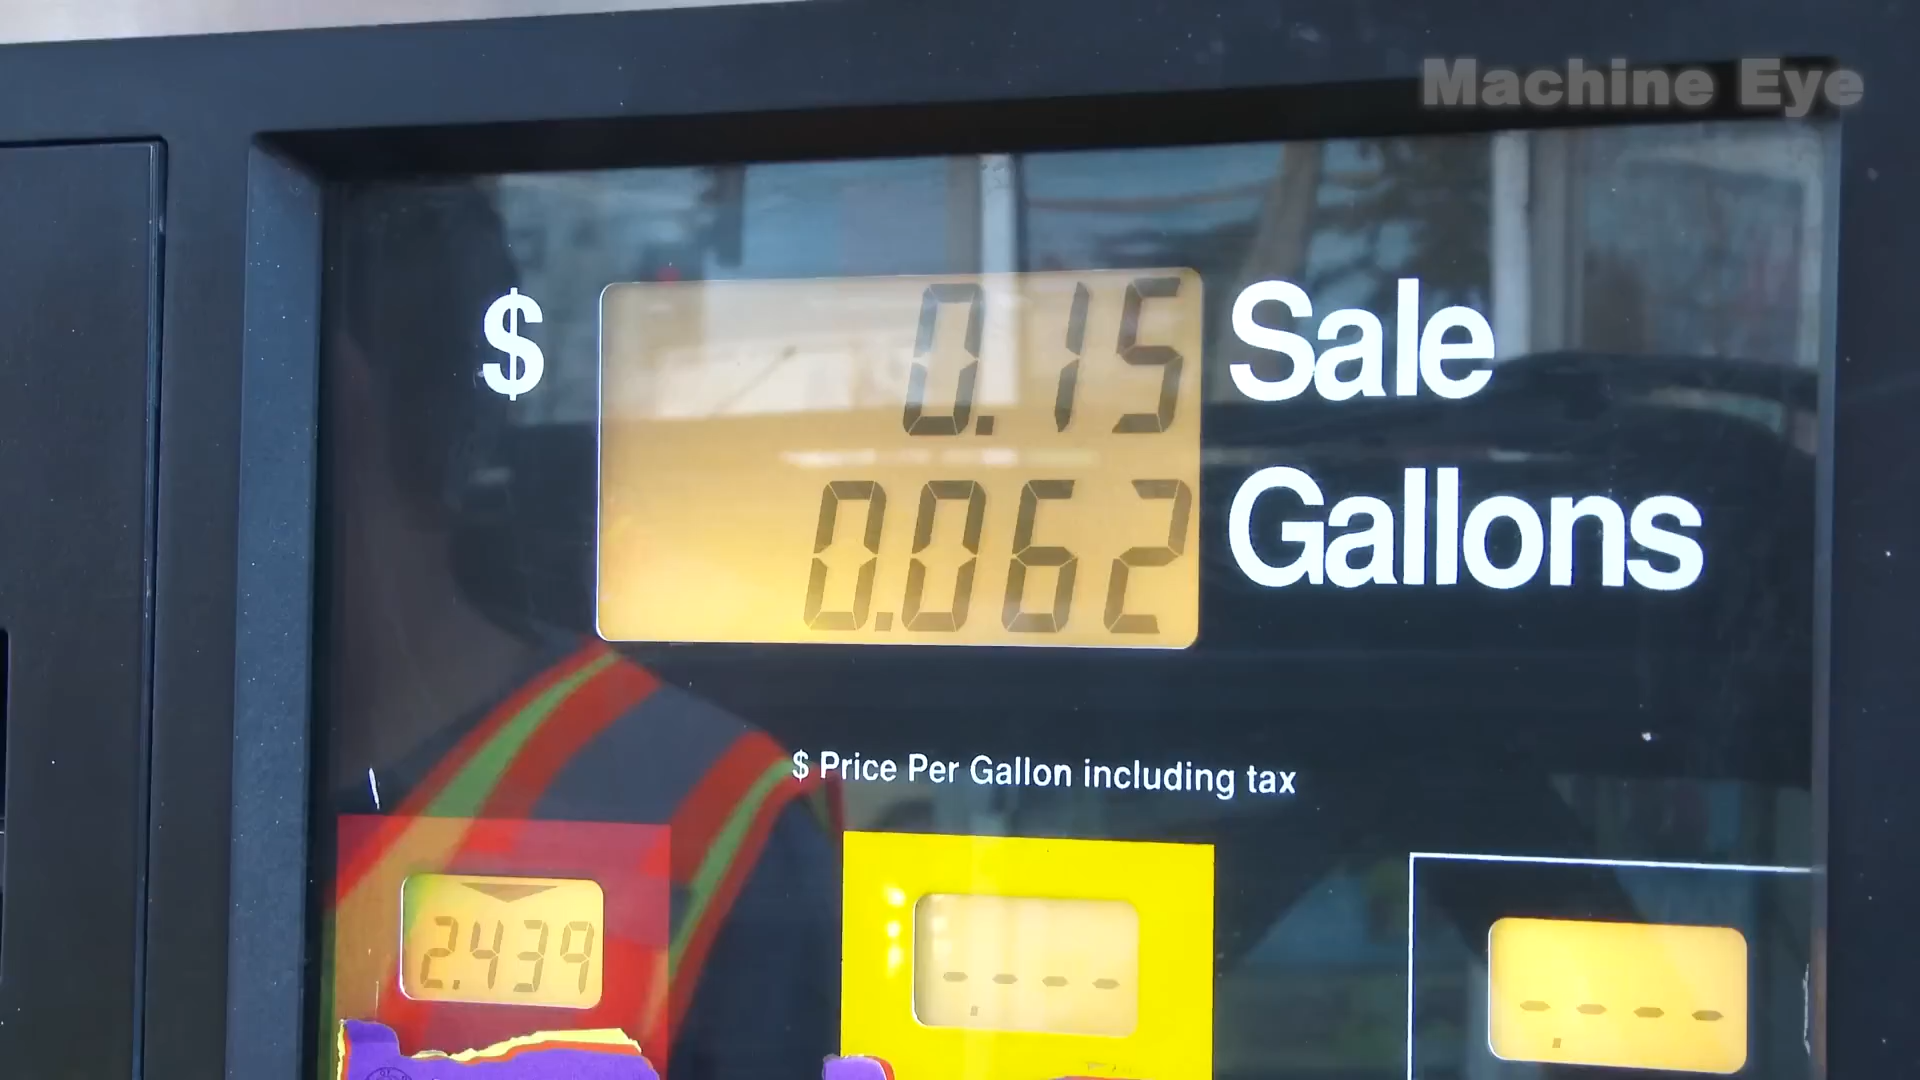 Machine Eye
$ 0.15 Sale
0.062 Gallons
$ Price Per Gallon including tax
2.439
- - - -
- - - -